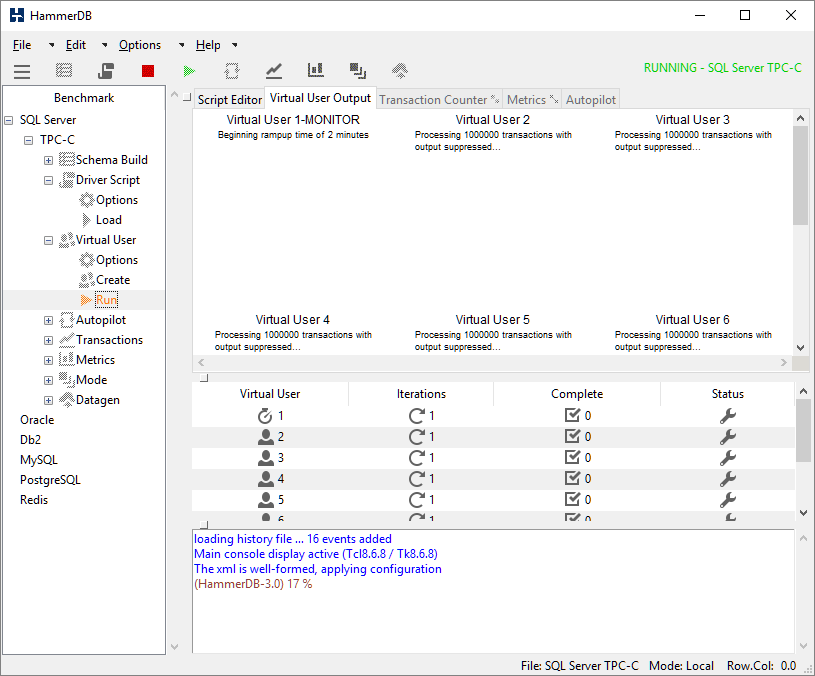 HammerDB
File Edit Options Help
RUNNING - SQL Server TPC-C
Benchmark
SQL Server
TPC-C
Schema Build
Driver Script
Options
Load
Virtual User
Options
Create
Run
Autopilot
Transactions
Metrics
Mode
Datagen
Oracle
Db2
MySQL
PostgreSQL
Redis
Script Editor Virtual User Output Transaction Counter Metrics Autopilot
Virtual User 1-MONITOR
Beginning rampup time of 2 minutes
Virtual User 2
Processing 1000000 transactions with
output suppressed...
Virtual User 3
Processing 1000000 transactions with
output suppressed...
Virtual User 4
Processing 1000000 transactions with
output suppressed...
Virtual User 5
Processing 1000000 transactions with
output suppressed...
Virtual User 6
Processing 1000000 transactions with
output suppressed...
Virtual User Iterations Complete Status
1 1 0
2 1 0
3 1 0
4 1 0
5 1 0
6 1 0
loading history file ... 16 events added
Main console display active (Tcl8.6.8 / Tk8.6.8)
The xml is well-formed, applying configuration
(HammerDB-3.0) 17 %
File: SQL Server TPC-C Mode: Local Row.Col: 0.0